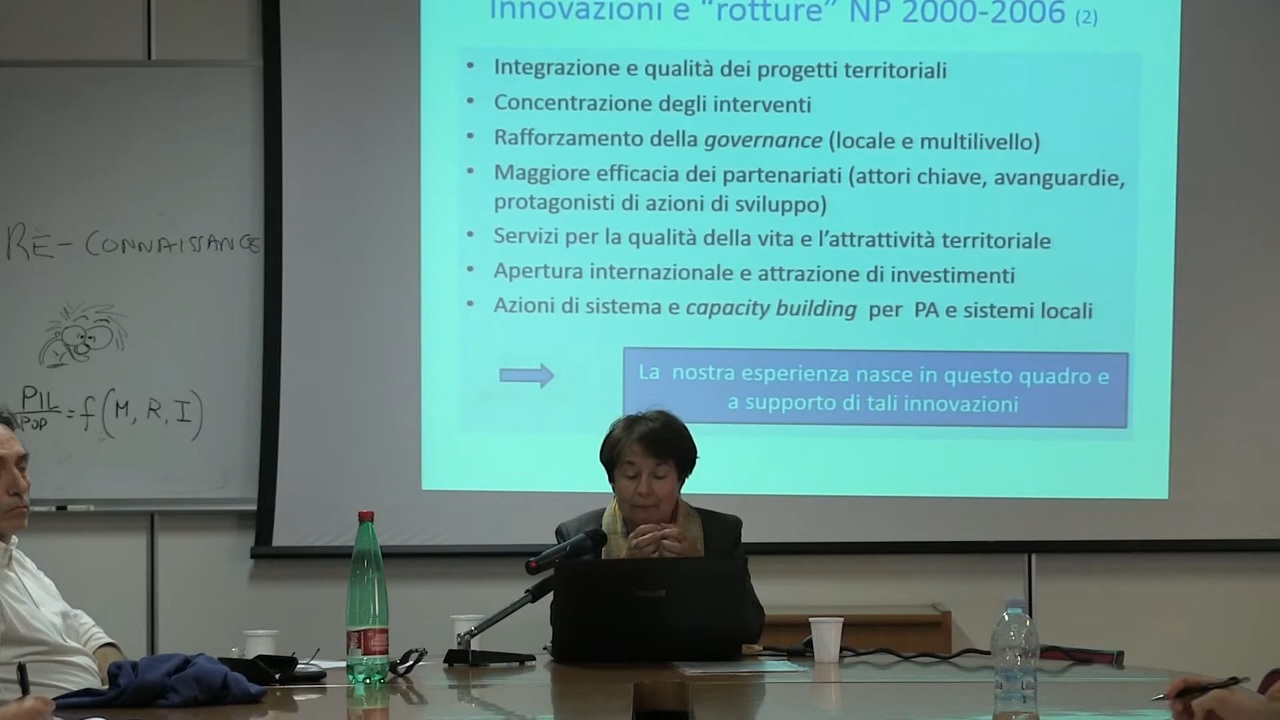 Innovazioni e “rotture” NP 2000-2006 (2)
• Integrazione e qualità dei progetti territoriali
• Concentrazione degli interventi
• Rafforzamento della governance (locale e multilivello)
• Maggiore efficacia dei partenariati (attori chiave, avanguardie,
protagonisti di azioni di sviluppo)
• Servizi per la qualità della vita e l’attrattività territoriale
• Apertura internazionale e attrazione di investimenti
• Azioni di sistema e capacity building per PA e sistemi locali
La nostra esperienza nasce in questo quadro e
a supporto di tali innovazioni
RE-CONNAISSANCE
PIL
POP = f(M, R, I)
ASUS